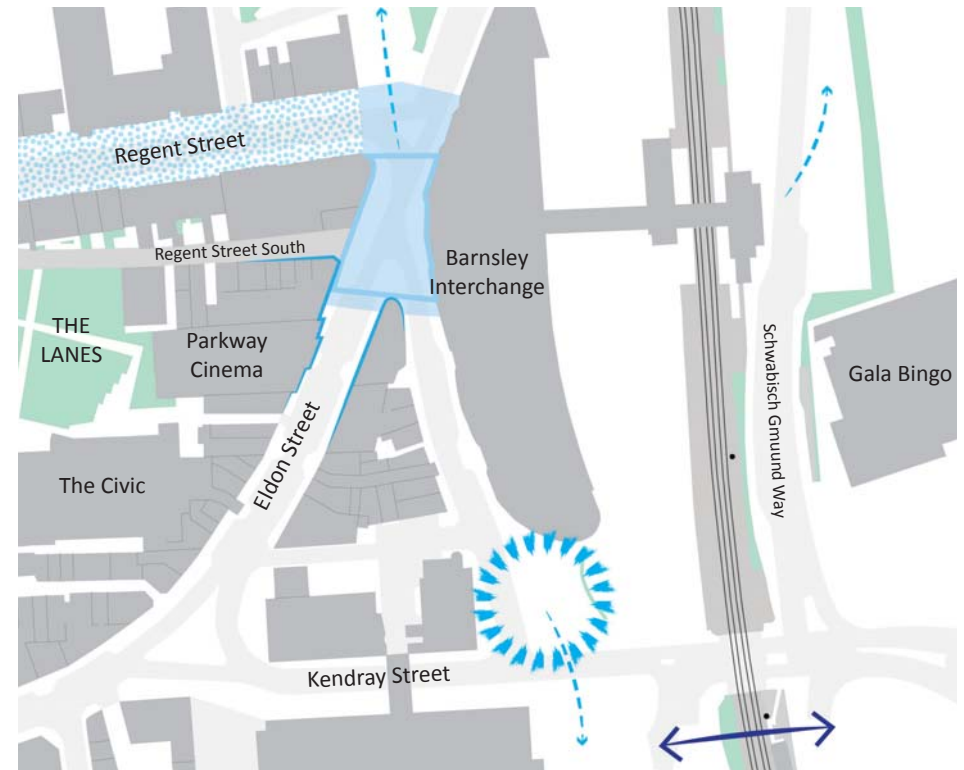 Regent Street
Regent Street South
Barnsley
Interchange
THE
LANES
Parkway
Cinema
Gala Bingo
Schwabisch Gmuund Way
Eldon Street
The Civic
Kendray Street